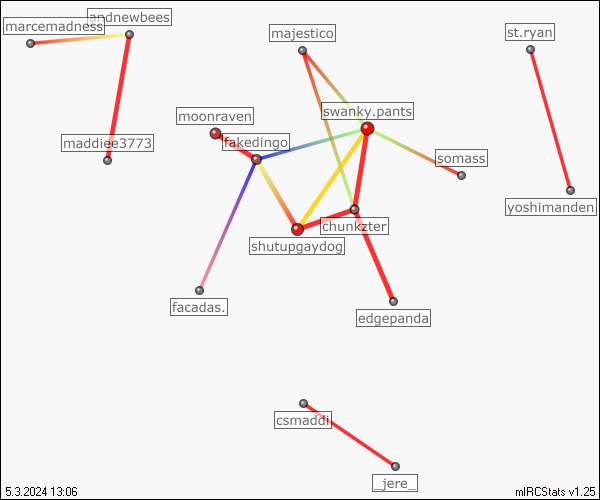 andnewbees
marcemadness
majestico
st.ryan
swanky.pants
moonraven
fakedingo
maddiee3773
somass
yoshimanden
chunkzter
shutupgaydog
facadas.
edgepanda
csmaddi
_jere_
5.3.2024 13:06
mIRCStats v1.25